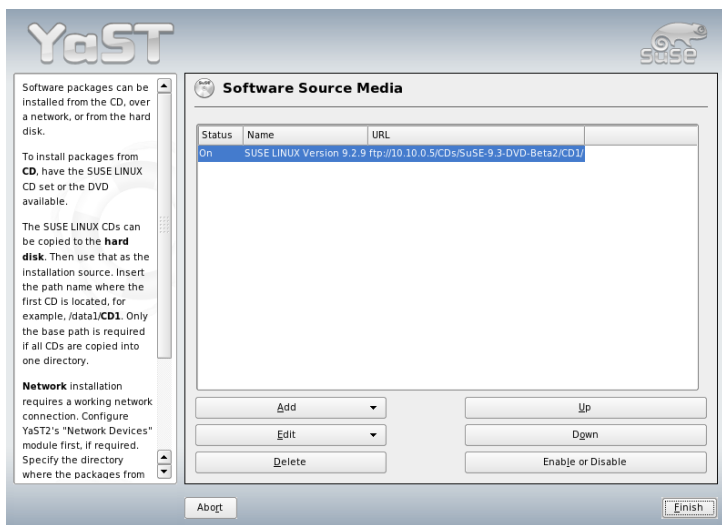 YaST
SUSE
Software packages can be
installed from the CD, over
a network, or from the hard
disk.
To install packages from
CD, have the SUSE LINUX
CD set or the DVD
available.
The SUSE LINUX CDs can
be copied to the hard
disk. Then use that as the
installation source. Insert
the path name where the
first CD is located, for
example, /data1/CD1. Only
the base path is required
if all CDs are copied into
one directory.
Network installation
requires a working network
connection. Configure
YaST2's "Network Devices"
module first, if required.
Specify the directory
where the packages from
SUSE
Software Source Media
Status Name URL
On SUSE LINUX Version 9.2.9 ftp://10.10.0.5/CDs/SuSE-9.3-DVD-Beta2/CD1/
Add Up
Edit Down
Delete Enable or Disable
Abort Finish